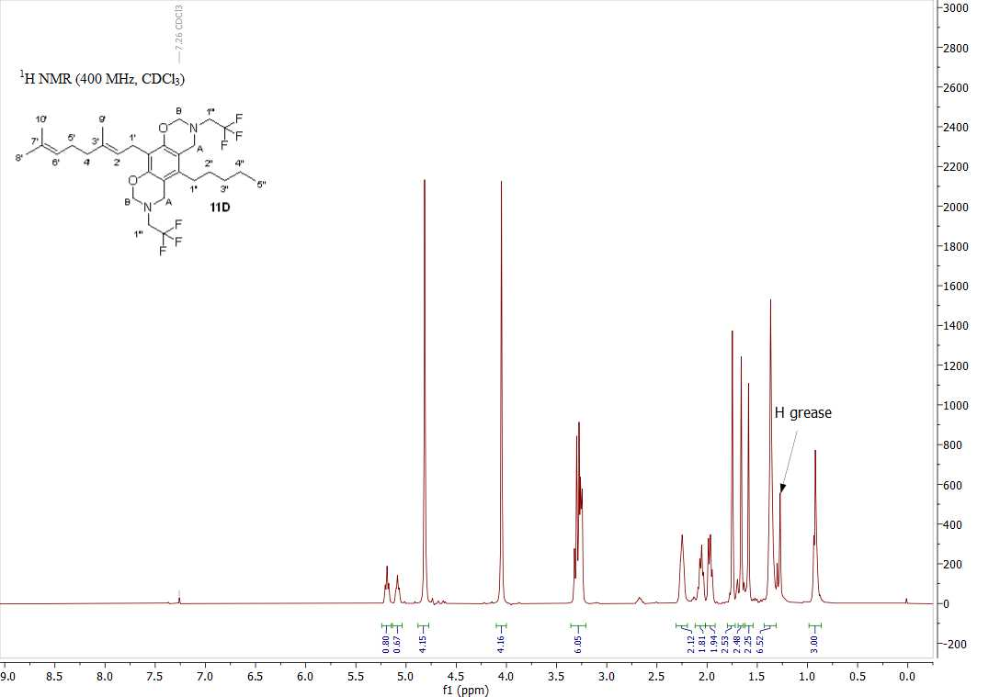 7.26 CDCl3
¹H NMR (400 MHz, CDCl₃)
10' 9' B 1'" F
O N F
5' 3' 1' F
7' A
8' 6' 4' 2' 2" 4"
O 1" 3" 5"
B A 11D
N
1'" F
F
F
H grease
3000
2800
2600
2400
2200
2000
1800
1600
1400
1200
1000
800
600
400
200
0
-200
0.80 0.67 4.15 4.16 6.05 2.12 1.81 1.94 2.53 2.48 2.25 6.52 3.00
9.0 8.5 8.0 7.5 7.0 6.5 6.0 5.5 5.0 4.5 4.0 3.5 3.0 2.5 2.0 1.5 1.0 0.5 0.0
f1 (ppm)